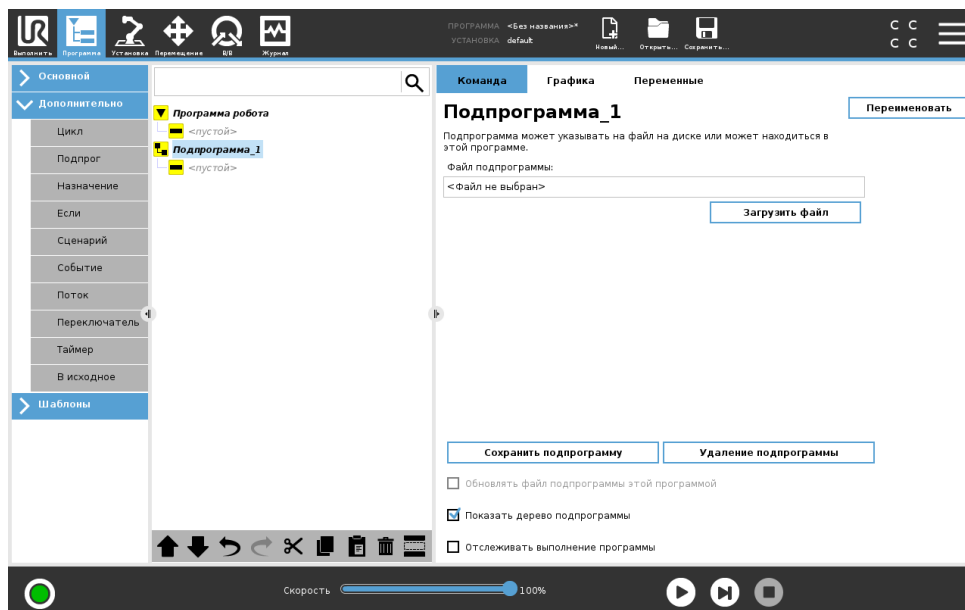 Выполнить
Программа
Установка
Перемещение
В/В
Журнал
ПРОГРАММА <Без названия>*
УСТАНОВКА default
Новый...
Открыть...
Сохранить...
C C
C C
Основной
Дополнительно
Цикл
Подпрог
Назначение
Если
Сценарий
Событие
Поток
Переключатель
Таймер
В исходное
Шаблоны
Программа робота
<пустой>
Подпрограмма_1
<пустой>
Команда
Графика
Переменные
Подпрограмма_1
Переименовать
Подпрограмма может указывать на файл на диске или может находиться в
этой программе.
Файл подпрограммы:
<Файл не выбран>
Загрузить файл
Сохранить подпрограмму
Удаление подпрограммы
Обновлять файл подпрограммы этой программой
Показать дерево подпрограммы
Отслеживать выполнение программы
Скорость
100%